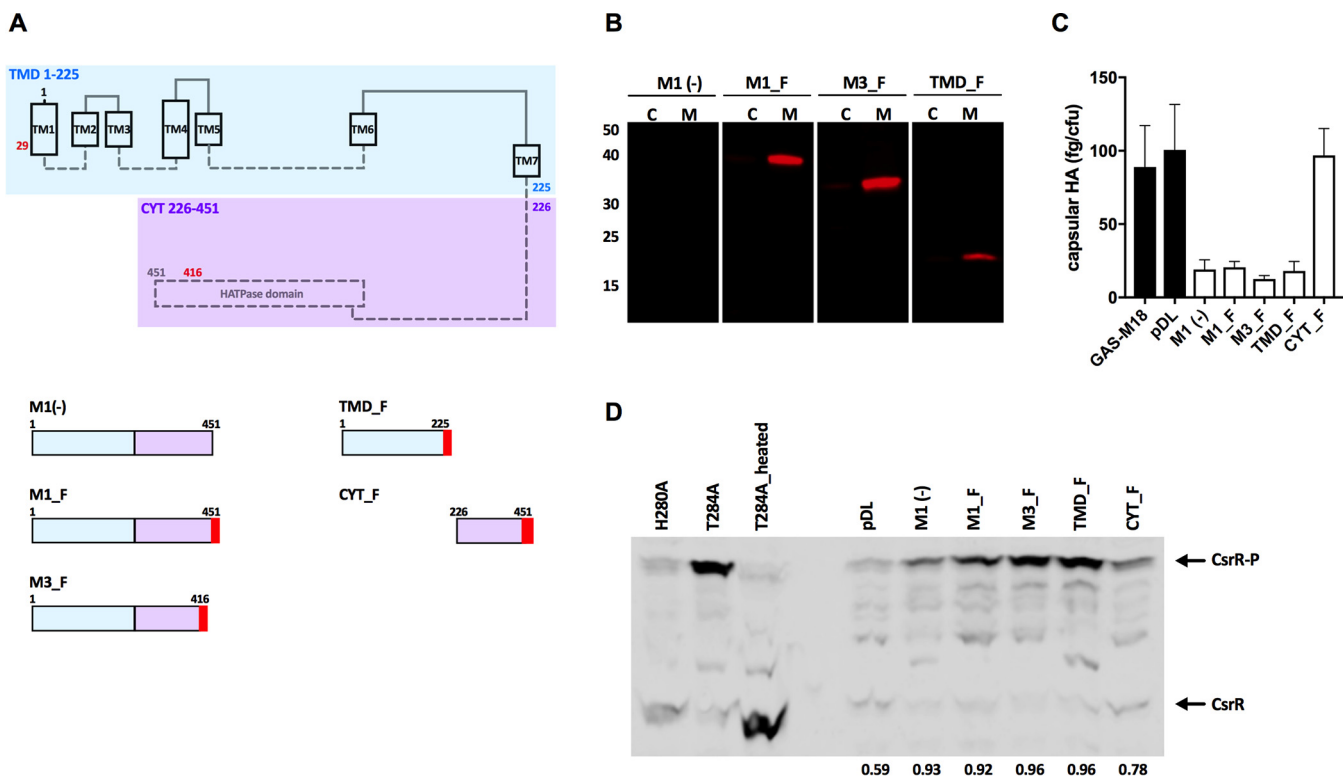 A
TMD 1-225
1
TM1
TM2
TM3
TM4
TM5
TM6
TM7
29
225
CYT 226-451
226
451
416
HATPase domain
M1(-)
1 451
TMD_F
1 225
M1_F
1 451
CYT_F
226 451
M3_F
1 416
B
M1 (-) M1_F M3_F TMD_F
C M C M C M C M
50
40
30
25
15
C
capsular HA (fg/cfu)
150
100
50
0
GAS-M18
pDL
M1 (-)
M1_F
M3_F
TMD_F
CYT_F
D
H280A
T284A
T284A_heated
pDL
M1 (-)
M1_F
M3_F
TMD_F
CYT_F
CsrR-P
CsrR
0.59 0.93 0.92 0.96 0.96 0.78